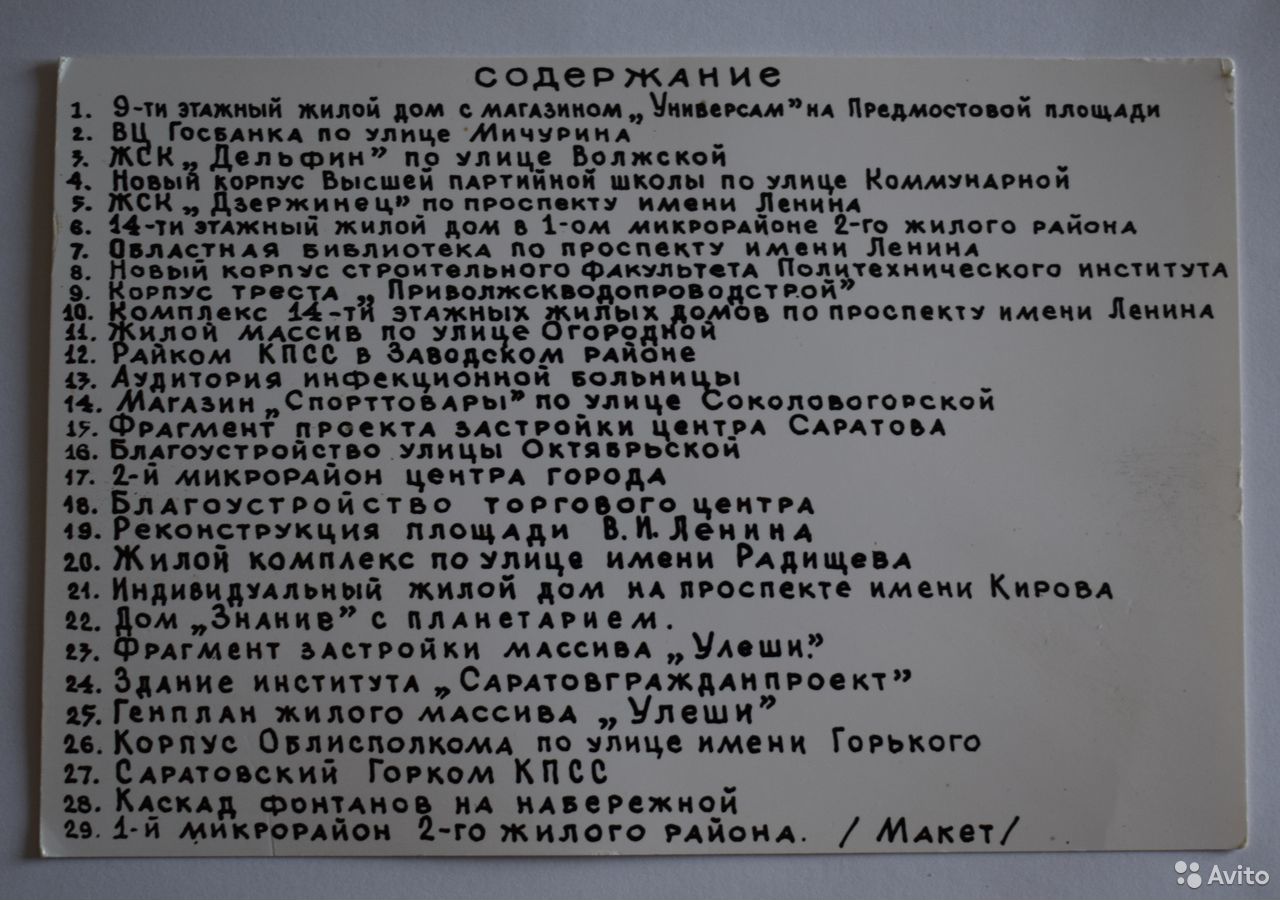 СОДЕРЖАНИЕ
1. 9-ти этажный жилой дом с магазином „Универсам” на Предмостовой площади
2. ВЦ Госбанка по улице Мичурина
3. ЖСК „Дельфин” по улице Волжской
4. Новый корпус Высшей партийной школы по улице Коммунарной
5. ЖСК „Дзержинец” по проспекту имени Ленина
6. 14-ти этажный жилой дом в 1-ом микрорайоне 2-го жилого района
7. Областная библиотека по проспекту имени Ленина
8. Новый корпус строительного факультета Политехнического института
9. Корпус треста „Приволжскводопроводстрой”
10. Комплекс 14-ти этажных жилых домов по проспекту имени Ленина
11. Жилой массив по улице Огородной
12. Райком КПСС в Заводском районе
13. Аудитория инфекционной больницы
14. Магазин „Спорттовары” по улице Соколовогорской
15. Фрагмент проекта застройки центра Саратова
16. Благоустройство улицы Октябрьской
17. 2-й микрорайон центра города
18. Благоустройство торгового центра
19. Реконструкция площади В.И. Ленина
20. Жилой комплекс по улице имени Радищева
21. Индивидуальный жилой дом на проспекте имени Кирова
22. Дом „Знание” с планетарием.
23. Фрагмент застройки массива „Улеши.”
24. Здание института „Саратовгражданпроект”
25. Генплан жилого массива „Улеши”
26. Корпус Облисполкома по улице имени Горького
27. Саратовский Горком КПСС
28. Каскад фонтанов на набережной
29. 1-й микрорайон 2-го жилого района. /Макет/
Avito